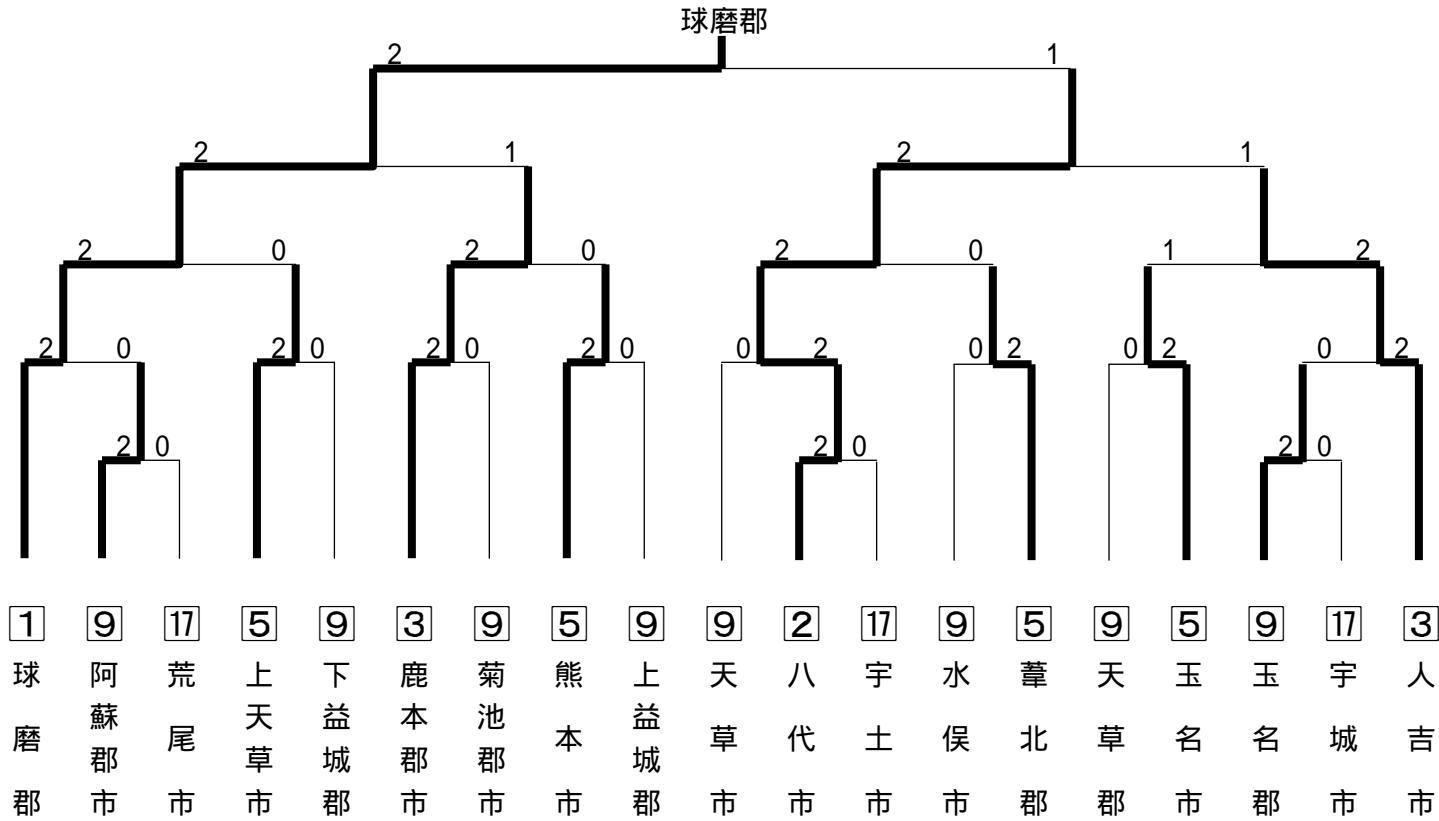 球磨郡
2 1
2 1 2 1
2 0 2 0 2 0 1 2
2 0 2 0 2 0 2 0 0 2 0 2 0 2 0 2
2 0 2 0 2 0
1 9 17 5 9 3 9 5 9 9 2 17 9 5 9 5 9 17 3
球磨郡
阿蘇郡市
荒尾市
上天草市
下益城郡
鹿本郡市
菊池郡市
熊本市
上益城郡
天草市
八代市
宇土市
水俣市
葦北郡
天草郡
玉名市
玉名郡
宇城市
人吉市